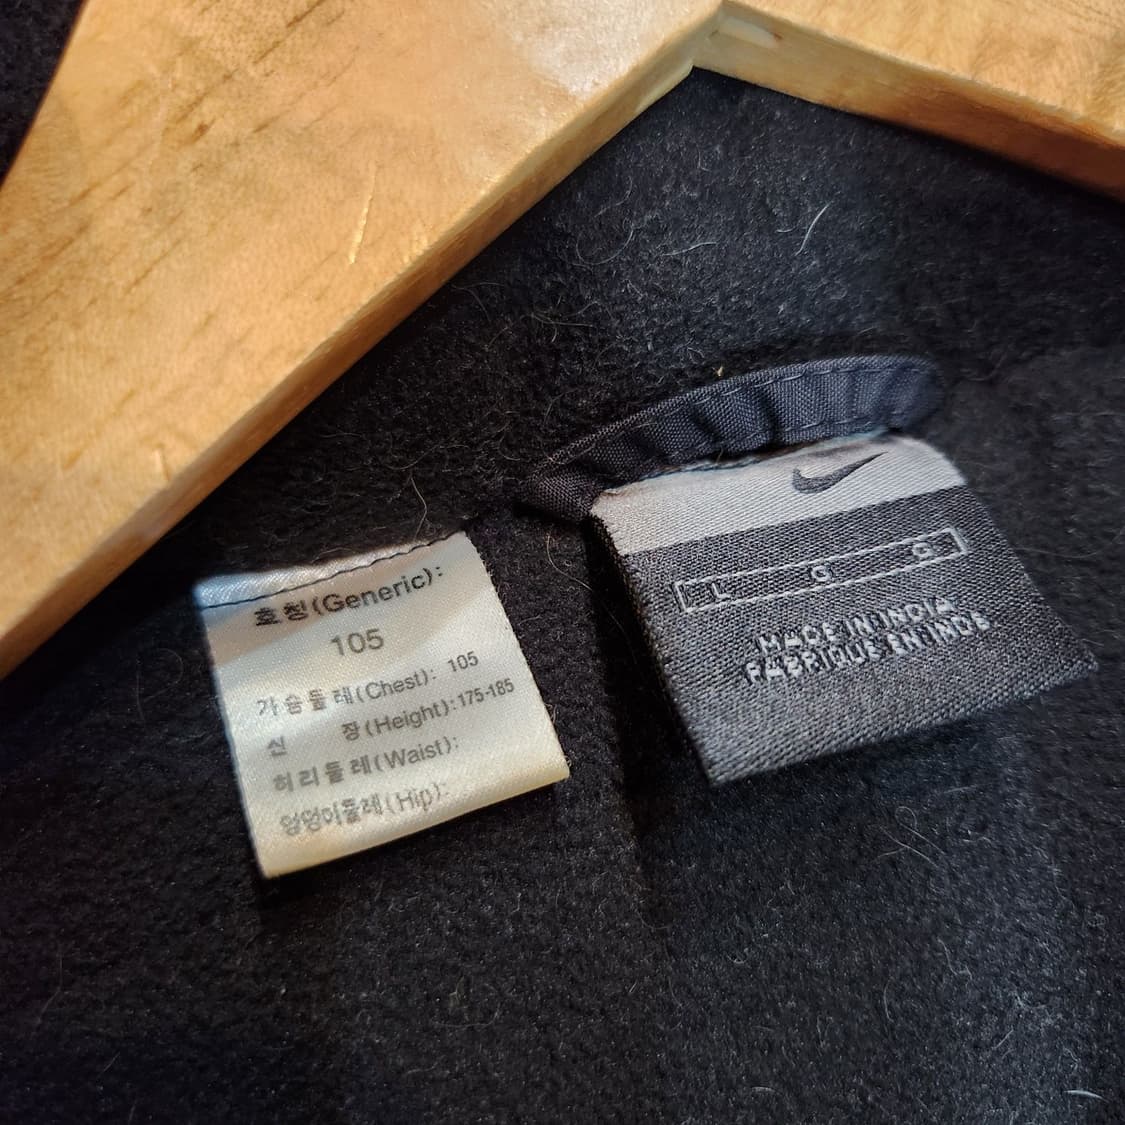 호칭(Generic):
105
가슴둘레(Chest): 105
신 장(Height):175-185
허리둘레(Waist):
엉덩이둘레(Hip):
L G G
MADE IN INDIA
FABRIQUE EN INDE